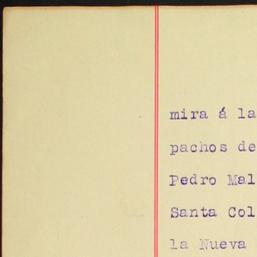 mira á la
pachos de
Pedro Mal
Santa Col
la Nueva